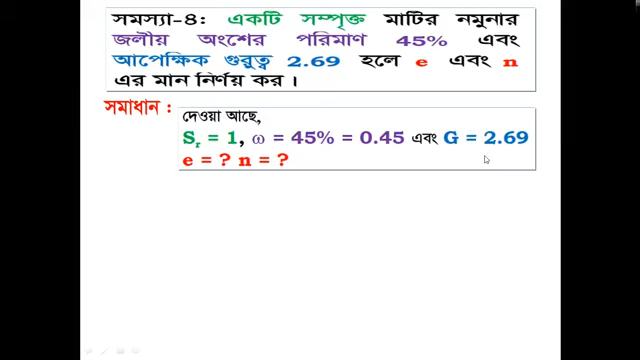 সমস্যা-৪: একটি সম্পৃক্ত মাটির নমুনার
জলীয় অংশের পরিমাণ 45% এবং
আপেক্ষিক গুরুত্ব 2.69 হলে e এবং n
এর মান নির্ণয় কর।
সমাধান :
দেওয়া আছে,
Sr = 1, ω = 45% = 0.45 এবং G = 2.69
e = ? n = ?